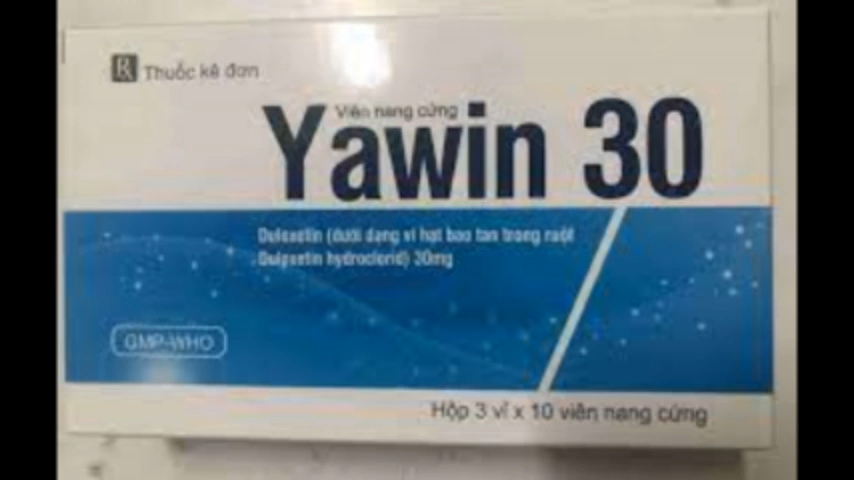 Rx Thuốc kê đơn
Viên nang cứng
Yawin 30
Duloxetin (dưới dạng vi hạt bao tan trong ruột
Duloxetin hydroclorid) 30mg
GMP-WHO
Hộp 3 vỉ x 10 viên nang cứng